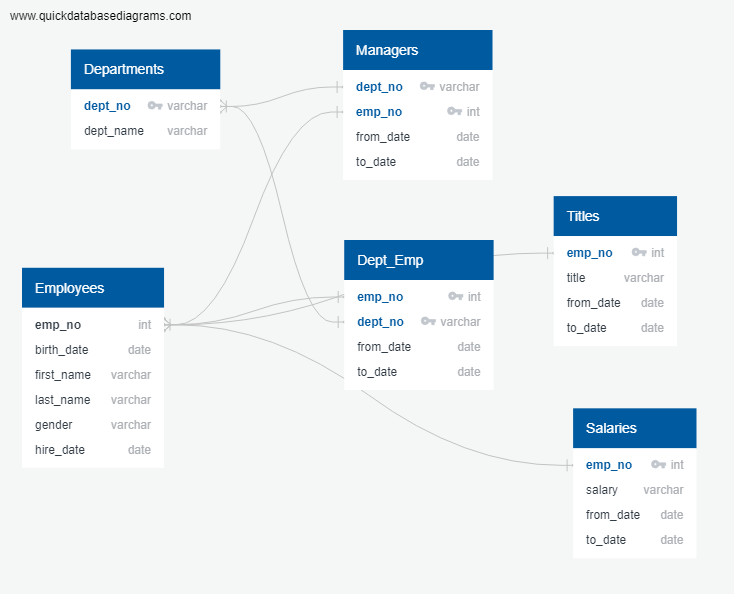 www.quickdatabasediagrams.com
Departments
dept_no varchar
dept_name varchar
Managers
dept_no varchar
emp_no int
from_date date
to_date date
Employees
emp_no int
birth_date date
first_name varchar
last_name varchar
gender varchar
hire_date date
Dept_Emp
emp_no int
dept_no varchar
from_date date
to_date date
Titles
emp_no int
title varchar
from_date date
to_date date
Salaries
emp_no int
salary varchar
from_date date
to_date date